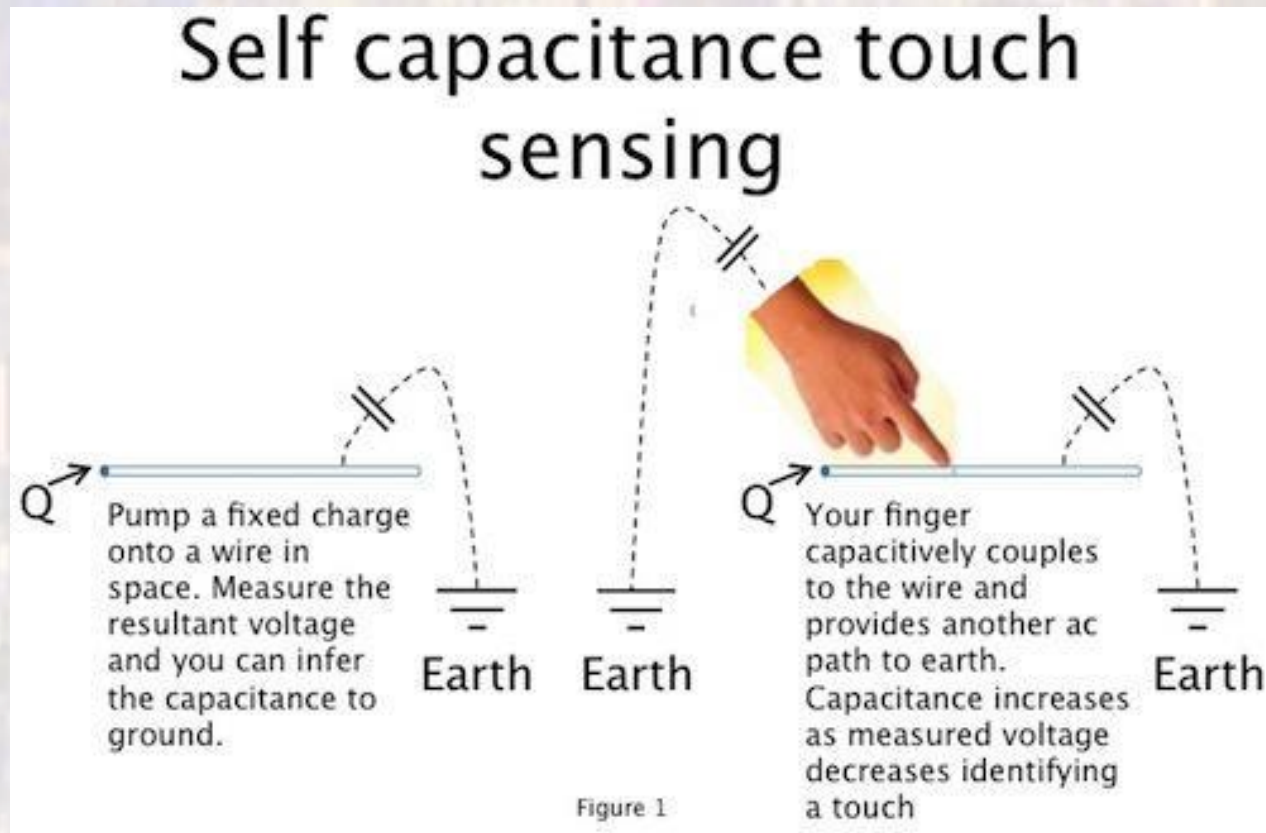 Self capacitance touch
sensing
Q
Pump a fixed charge
onto a wire in
space. Measure the
resultant voltage
and you can infer
the capacitance to
ground.
Earth
Earth
Q
Your finger
capacitively couples
to the wire and
provides another ac
path to earth.
Capacitance increases
as measured voltage
decreases identifying
a touch
Earth
Figure 1